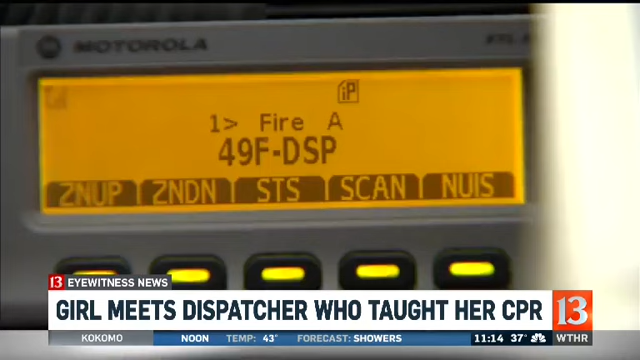 MOTOROLA
iP
1> Fire A
49F-DSP
ZNUP ZNDN STS SCAN NUIS
13 EYEWITNESS NEWS
GIRL MEETS DISPATCHER WHO TAUGHT HER CPR 13
KOKOMO NOON TEMP: 43° FORECAST: SHOWERS 11:14 37° WTHR